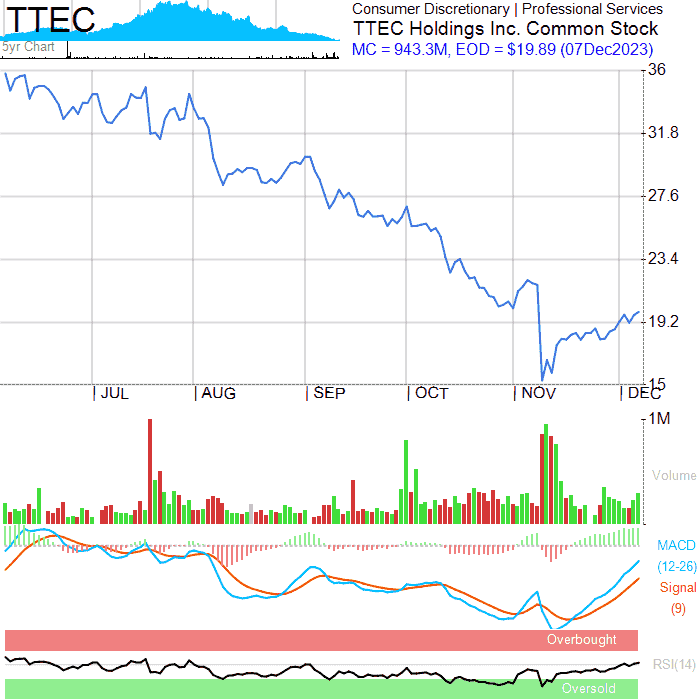 TTEC
5yr Chart
Consumer Discretionary | Professional Services
TTEC Holdings Inc. Common Stock
MC = 943.3M, EOD = $19.89 (07Dec2023)
36
31.8
27.6
23.4
19.2
15
JUL AUG SEP OCT NOV DEC
1M
Volume
MACD
(12-26)
Signal
(9)
Overbought
RSI(14)
Oversold